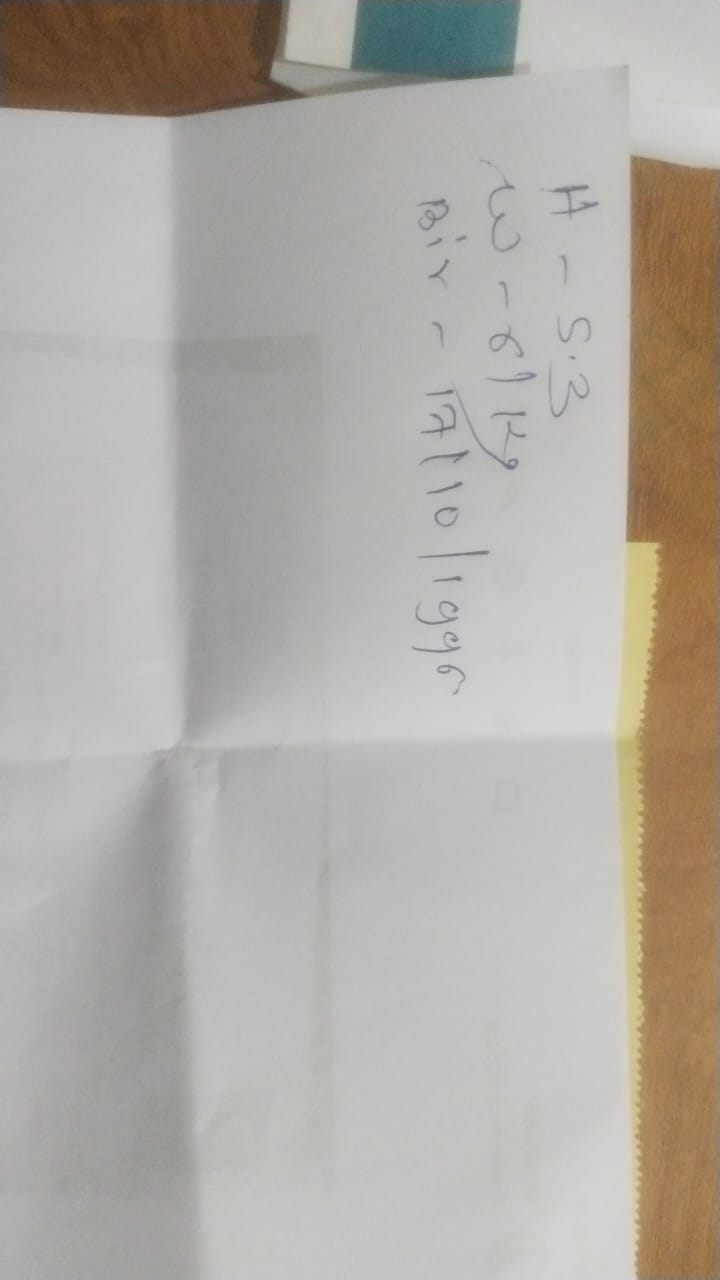 H - 5.3
W - 61 kg
Bir - 17/10/1996